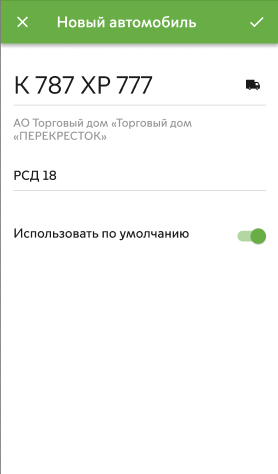 Новый автомобиль
К 787 ХР 777
АО Торговый дом «Торговый дом
«ПЕРЕКРЕСТОК»
РСД 18
Использовать по умолчанию